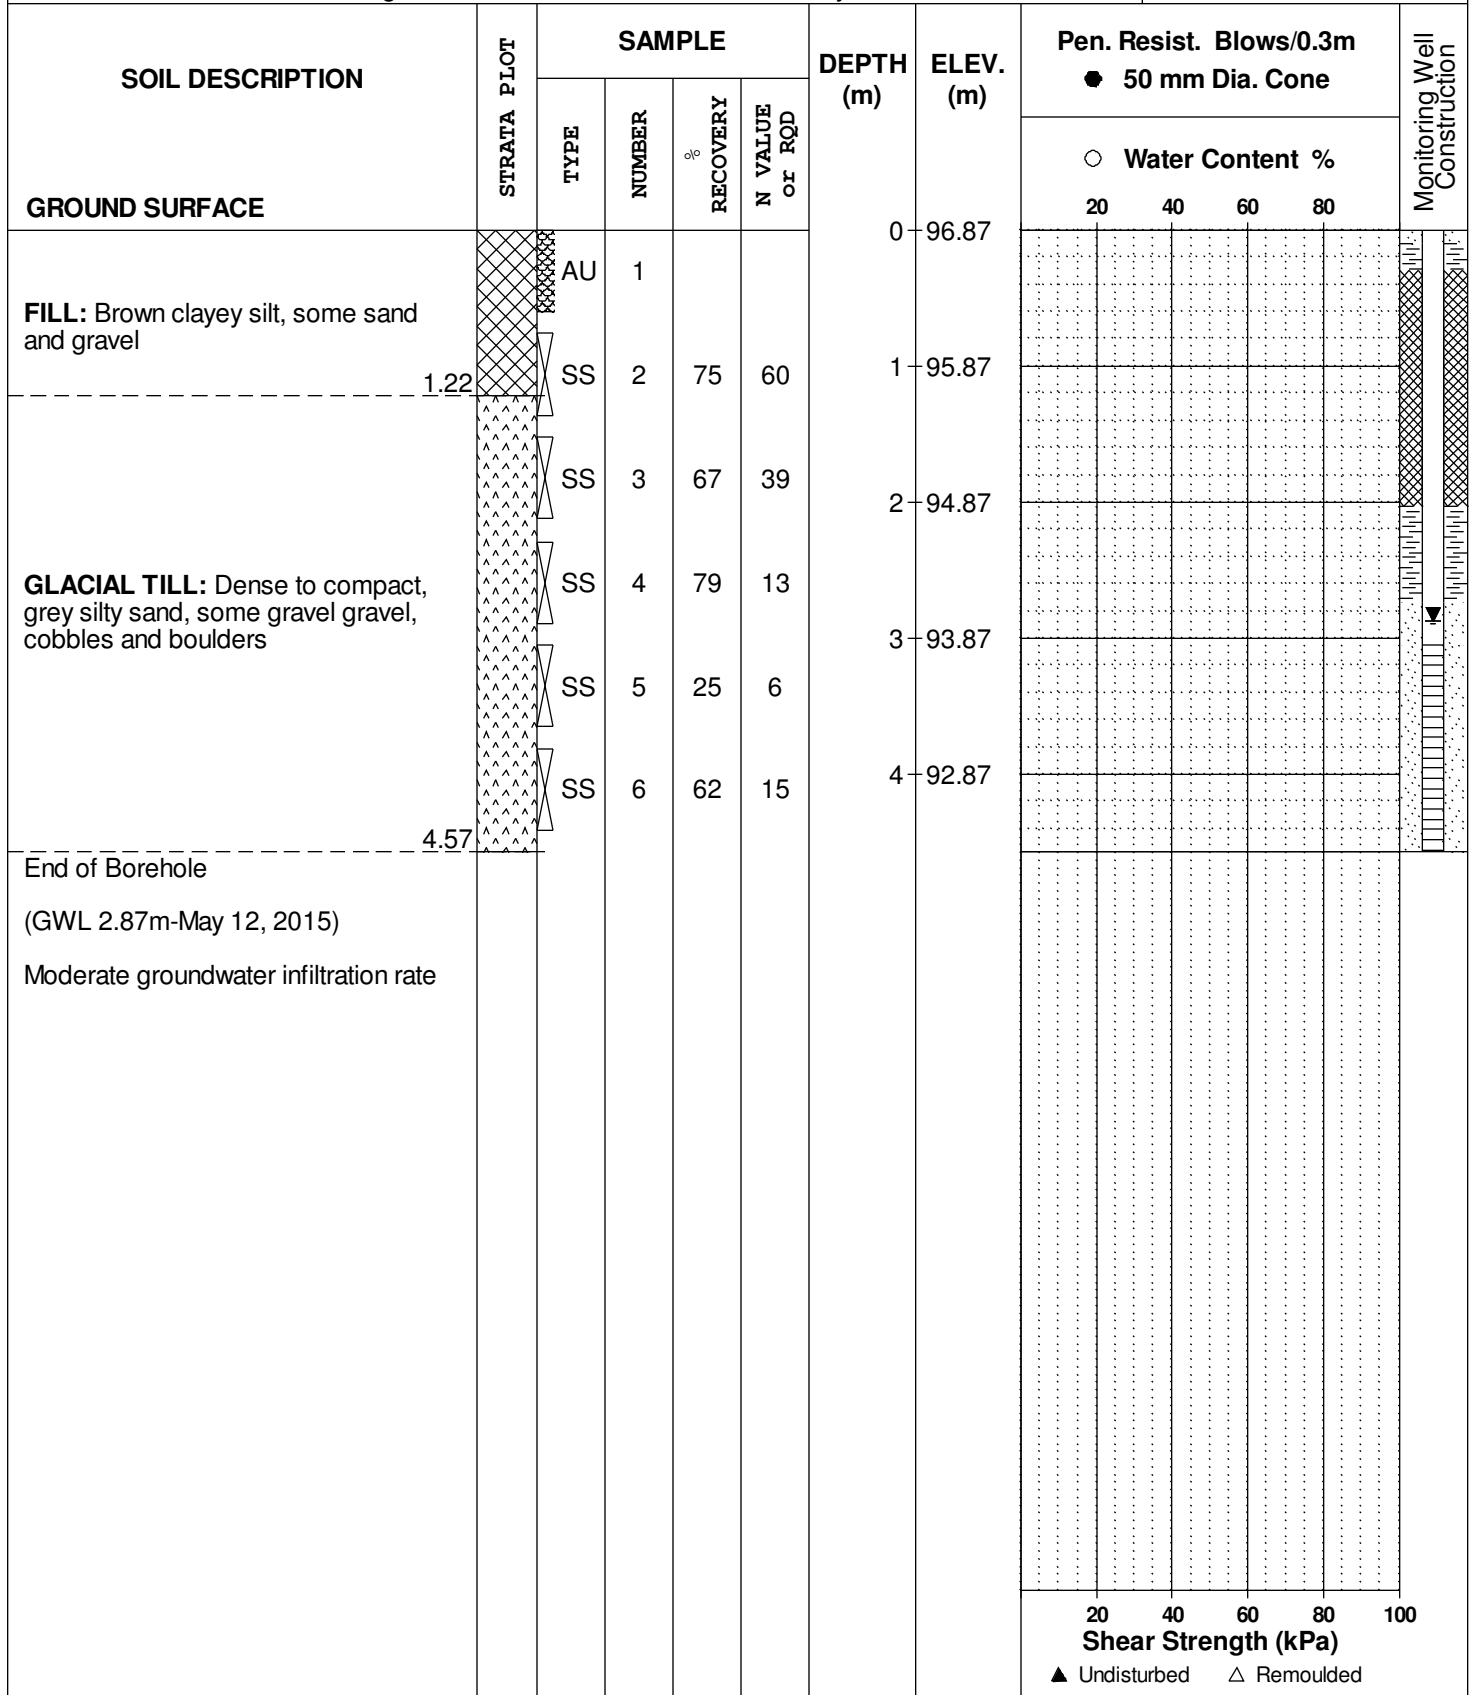 SOIL DESCRIPTION
GROUND SURFACE
STRATA PLOT
SAMPLE
TYPE
NUMBER
% RECOVERY
N VALUE or RQD
DEPTH (m)
ELEV. (m)
Pen. Resist. Blows/0.3m
● 50 mm Dia. Cone
○ Water Content %
20 40 60 80
Monitoring Well Construction
0 96.87
AU 1
FILL: Brown clayey silt, some sand
and gravel
1.22
SS 2 75 60
1 95.87
SS 3 67 39
2 94.87
GLACIAL TILL: Dense to compact,
grey silty sand, some gravel gravel,
cobbles and boulders
SS 4 79 13
3 93.87
SS 5 25 6
SS 6 62 15
4 92.87
4.57
End of Borehole
(GWL 2.87m-May 12, 2015)
Moderate groundwater infiltration rate
20 40 60 80 100
Shear Strength (kPa)
▲ Undisturbed △ Remoulded